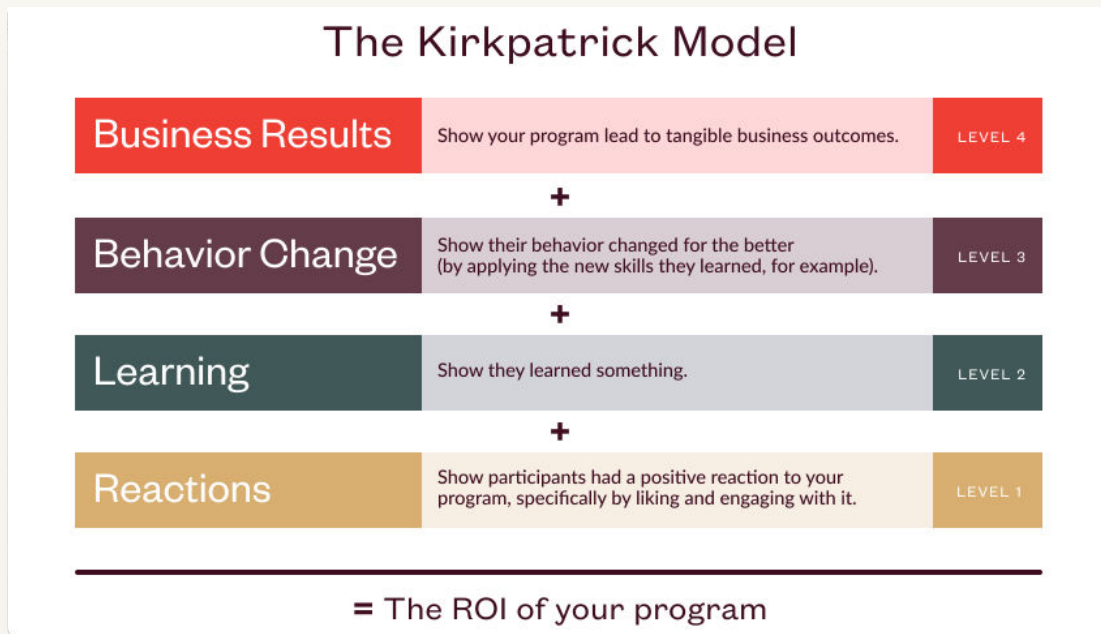 The Kirkpatrick Model
Business Results
Show your program lead to tangible business outcomes.
LEVEL 4
+
Behavior Change
Show their behavior changed for the better
(by applying the new skills they learned, for example).
LEVEL 3
+
Learning
Show they learned something.
LEVEL 2
+
Reactions
Show participants had a positive reaction to your
program, specifically by liking and engaging with it.
LEVEL 1
= The ROI of your program